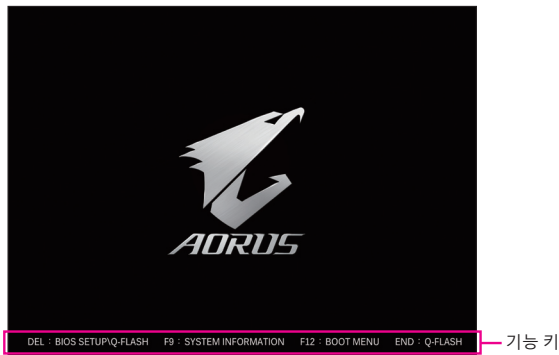 AORUS
DEL : BIOS SETUP\Q-FLASH F9 : SYSTEM INFORMATION F12 : BOOT MENU END : Q-FLASH
기능 키